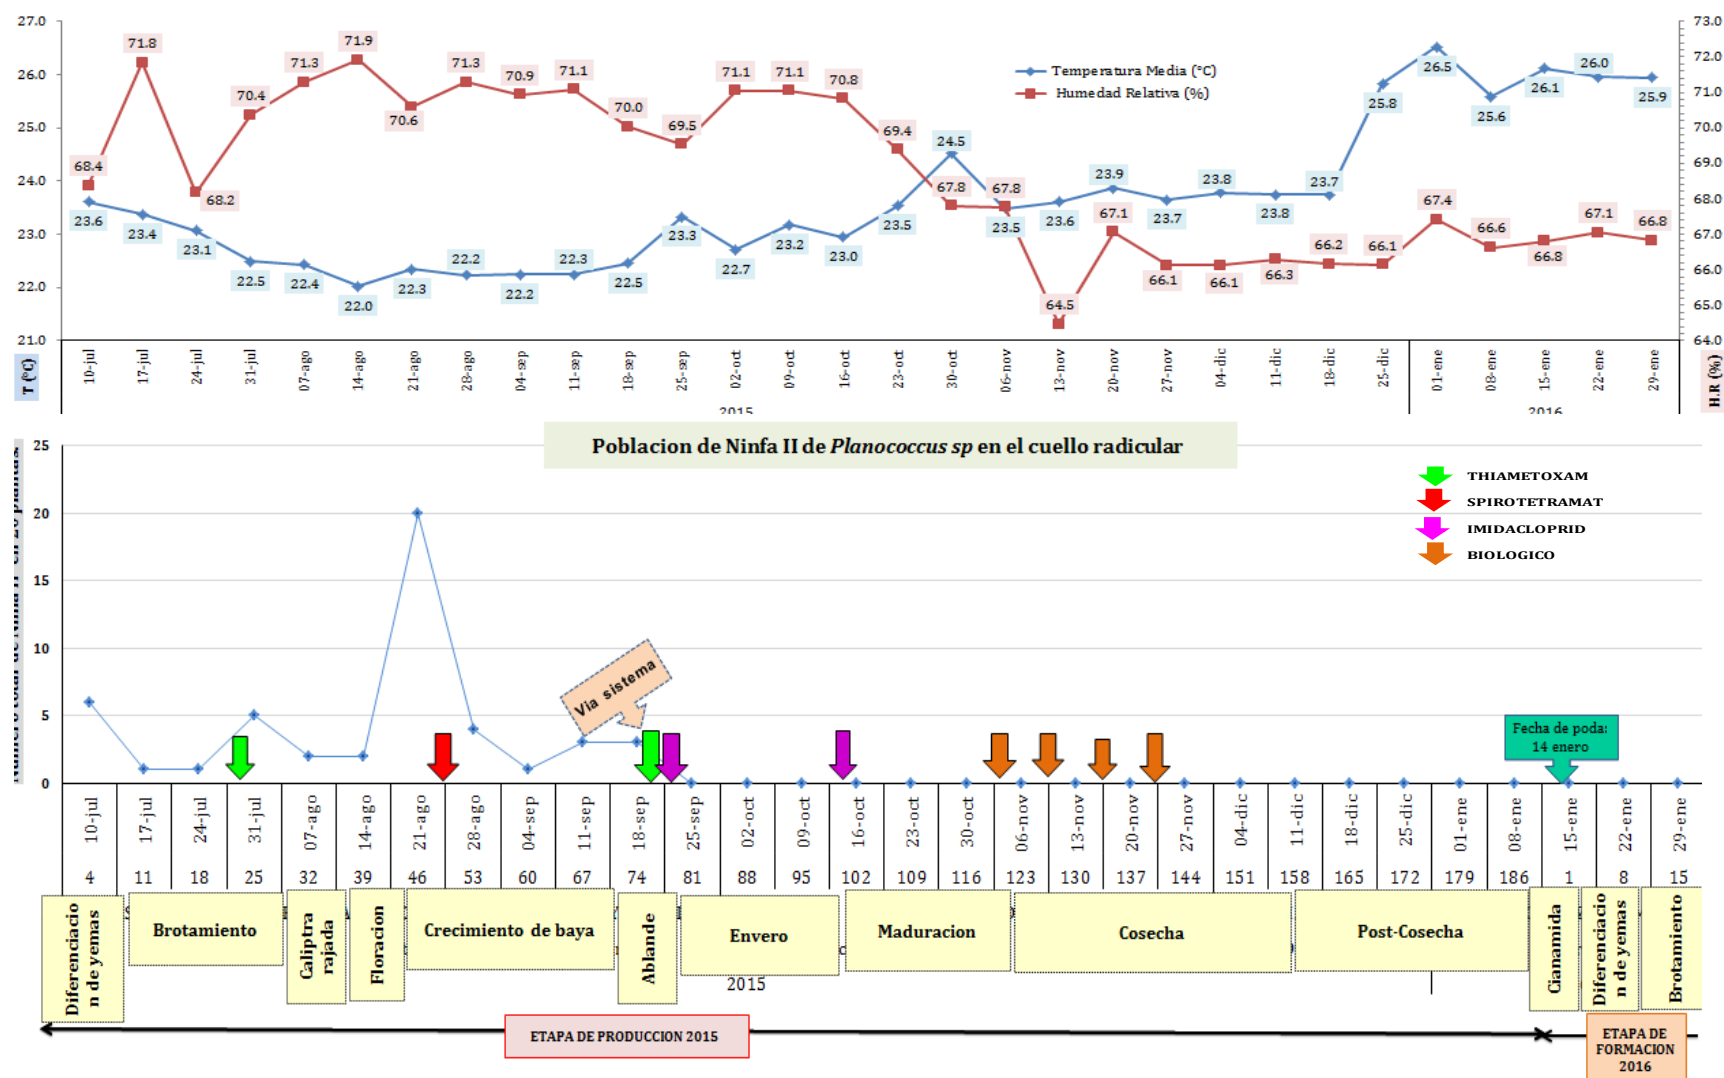 27.0
26.0
25.0
24.0
23.0
22.0
21.0
T (°C)
73.0
72.0
71.0
70.0
69.0
68.0
67.0
66.0
65.0
64.0
H.R (%)
Temperatura Media (°C)
Humedad Relativa (%)
68.4 71.8 68.2 70.4 71.3 71.9 70.6 71.3 70.9 71.1 70.0 69.5 71.1 71.1 70.8 69.4 67.8 67.8 64.5 67.1 66.1 66.1 66.3 66.2 66.1 67.4 66.6 66.8 67.1 66.8
23.6 23.4 23.1 22.5 22.4 22.0 22.3 22.2 22.2 22.3 22.5 23.3 22.7 23.2 23.0 23.5 24.5 23.5 23.6 23.9 23.7 23.8 23.8 23.7 25.8 26.5 25.6 26.1 26.0 25.9
10-jul 17-jul 24-jul 31-jul 07-ago 14-ago 21-ago 28-ago 04-sep 11-sep 18-sep 25-sep 02-oct 09-oct 16-oct 23-oct 30-oct 06-nov 13-nov 20-nov 27-nov 04-dic 11-dic 18-dic 25-dic 01-ene 08-ene 15-ene 22-ene 29-ene
2015 2016
Poblacion de Ninfa II de Planococcus sp en el cuello radicular
THIAMETOXAM
SPIROTETRAMAT
IMIDACLOPRID
BIOLOGICO
25
20
15
10
5
0
Via sistema
Fecha de poda:
14 enero
10-jul 17-jul 24-jul 31-jul 07-ago 14-ago 21-ago 28-ago 04-sep 11-sep 18-sep 25-sep 02-oct 09-oct 16-oct 23-oct 30-oct 06-nov 13-nov 20-nov 27-nov 04-dic 11-dic 18-dic 25-dic 01-ene 08-ene 15-ene 22-ene 29-ene
4 11 18 25 32 39 46 53 60 67 74 81 88 95 102 109 116 123 130 137 144 151 158 165 172 179 186 1 8 15
Diferenciacio
n de yemas
Brotamiento
Caliptra
rajada
Floracion
Crecimiento de baya
Ablande
Envero
Maduracion
Cosecha
Post-Cosecha
Cianamida
Diferenciacio
n de yemas
Brotamiento
2015
ETAPA DE PRODUCCION 2015
ETAPA DE
FORMACION
2016